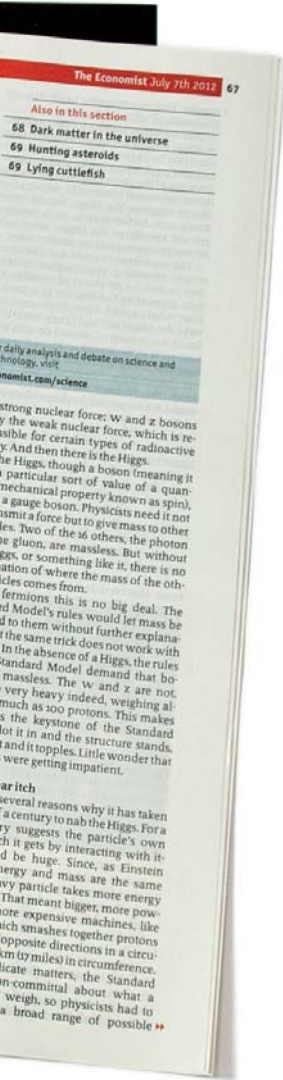 The Economist July 7th 2012 67
Also in this section
68 Dark matter in the universe
69 Hunting asteroids
69 Lying cuttlefish
daily analysis and debate on science and
hnology, visit
nomist.com/science
strong nuclear force; W and Z bosons
y the weak nuclear force, which is re-
sible for certain types of radioactive
y. And then there is the Higgs.
he Higgs, though a boson (meaning it
particular sort of value of a quan-
mechanical property known as spin),
a gauge boson. Physicists need it not
nsmit a force but to give mass to other
les. Two of the 16 others, the photon
he gluon, are massless. But without
ggs, or something like it, there is no
ation of where the mass of the oth-
icles comes from.
fermions this is no big deal. The
rd Model's rules would let mass be
d to them without further explana-
t the same trick does not work with
In the absence of a Higgs, the rules
Standard Model demand that bo-
massless. The W and Z are not.
very heavy indeed, weighing al-
much as 100 protons. This makes
s the keystone of the Standard
lot it in and the structure stands.
t and it topples. Little wonder that
were getting impatient.
ar itch
several reasons why it has taken
f a century to nab the Higgs. For a
ry suggests the particle's own
ch it gets by interacting with it-
d be huge. Since, as Einstein
nergy and mass are the same
vy particle takes more energy
That meant bigger, more pow-
ore expensive machines, like
hich smashes together protons
opposite directions in a circu-
km (17 miles) in circumference.
licate matters, the Standard
on-committal about what a
weigh, so physicists had to
a broad range of possible